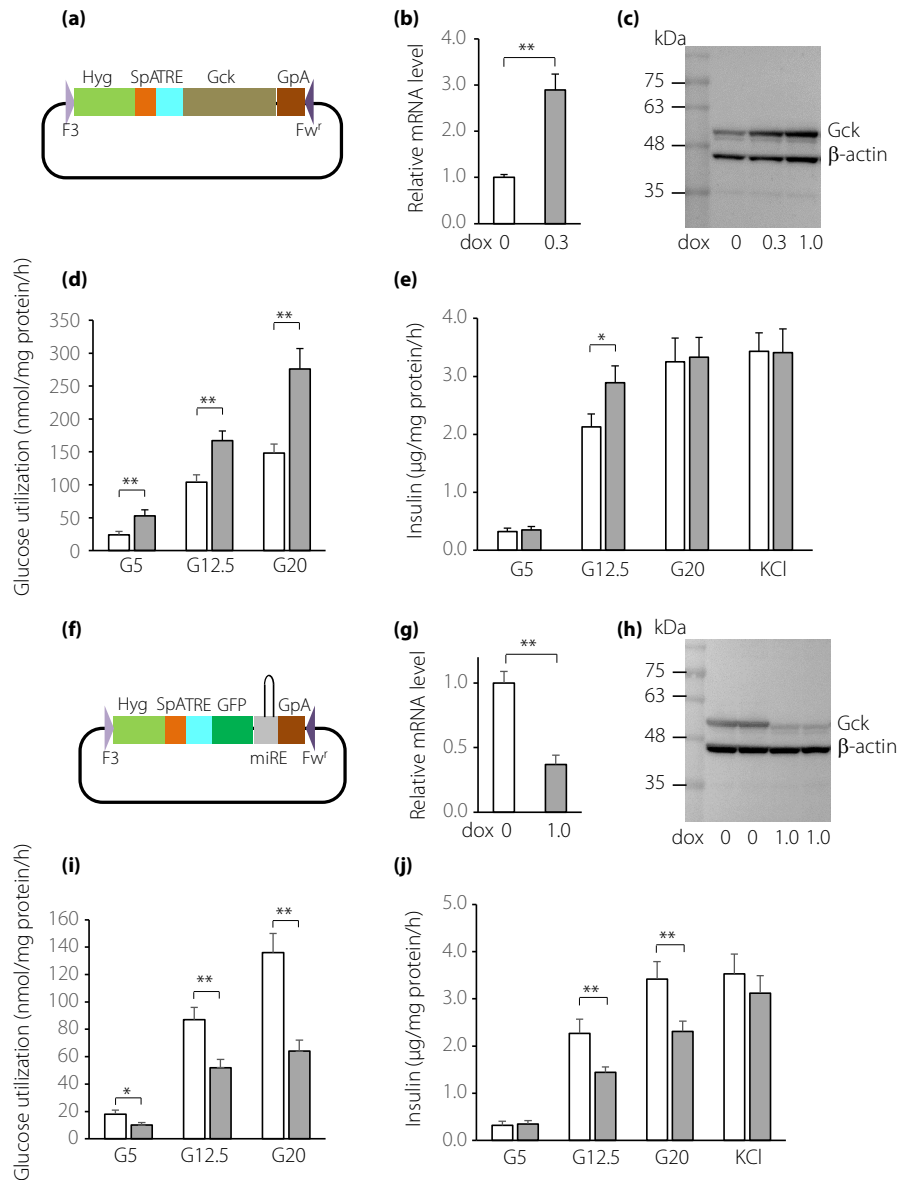 (a)
Hyg SpATRE Gck GpA
F3 Fwʳ
(b)
Relative mRNA level
4.0
3.0
2.0
1.0
0.0
**
dox 0 0.3
(c)
kDa
75
63
48
35
Gck
β-actin
dox 0 0.3 1.0
(d)
Glucose utilization (nmol/mg protein/h)
350
300
250
200
150
100
50
0
** ** **
G5 G12.5 G20
(e)
Insulin (µg/mg protein/h)
4.0
3.0
2.0
1.0
0.0
*
G5 G12.5 G20 KCl
(f)
Hyg SpATRE GFP GpA
F3 miRE Fwʳ
(g)
Relative mRNA level
1.0
0.5
0.0
**
dox 0 1.0
(h)
kDa
75
63
48
35
Gck
β-actin
dox 0 0 1.0 1.0
(i)
Glucose utilization (nmol/mg protein/h)
160
140
120
100
80
60
40
20
0
* ** **
G5 G12.5 G20
(j)
Insulin (µg/mg protein/h)
5.0
4.0
3.0
2.0
1.0
0.0
** **
G5 G12.5 G20 KCl